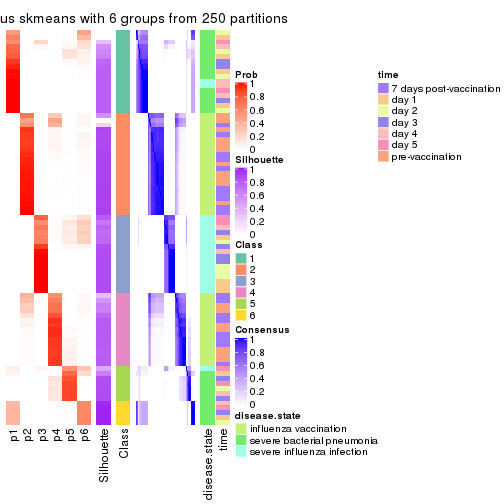 us skmeans with 6 groups from 250 partitions
Prob
1
0.8
0.6
0.4
0.2
0
Silhouette
1
0.8
0.6
0.4
0.2
0
Class
1
2
3
4
5
6
Consensus
1
0.8
0.6
0.4
0.2
0
disease.state
influenza vaccination
severe bacterial pneumonia
severe influenza infection
time
7 days post-vaccination
day 1
day 2
day 3
day 4
day 5
pre-vaccination
p1
p2
p3
p4
p5
p6
Silhouette
Class
disease.state
time